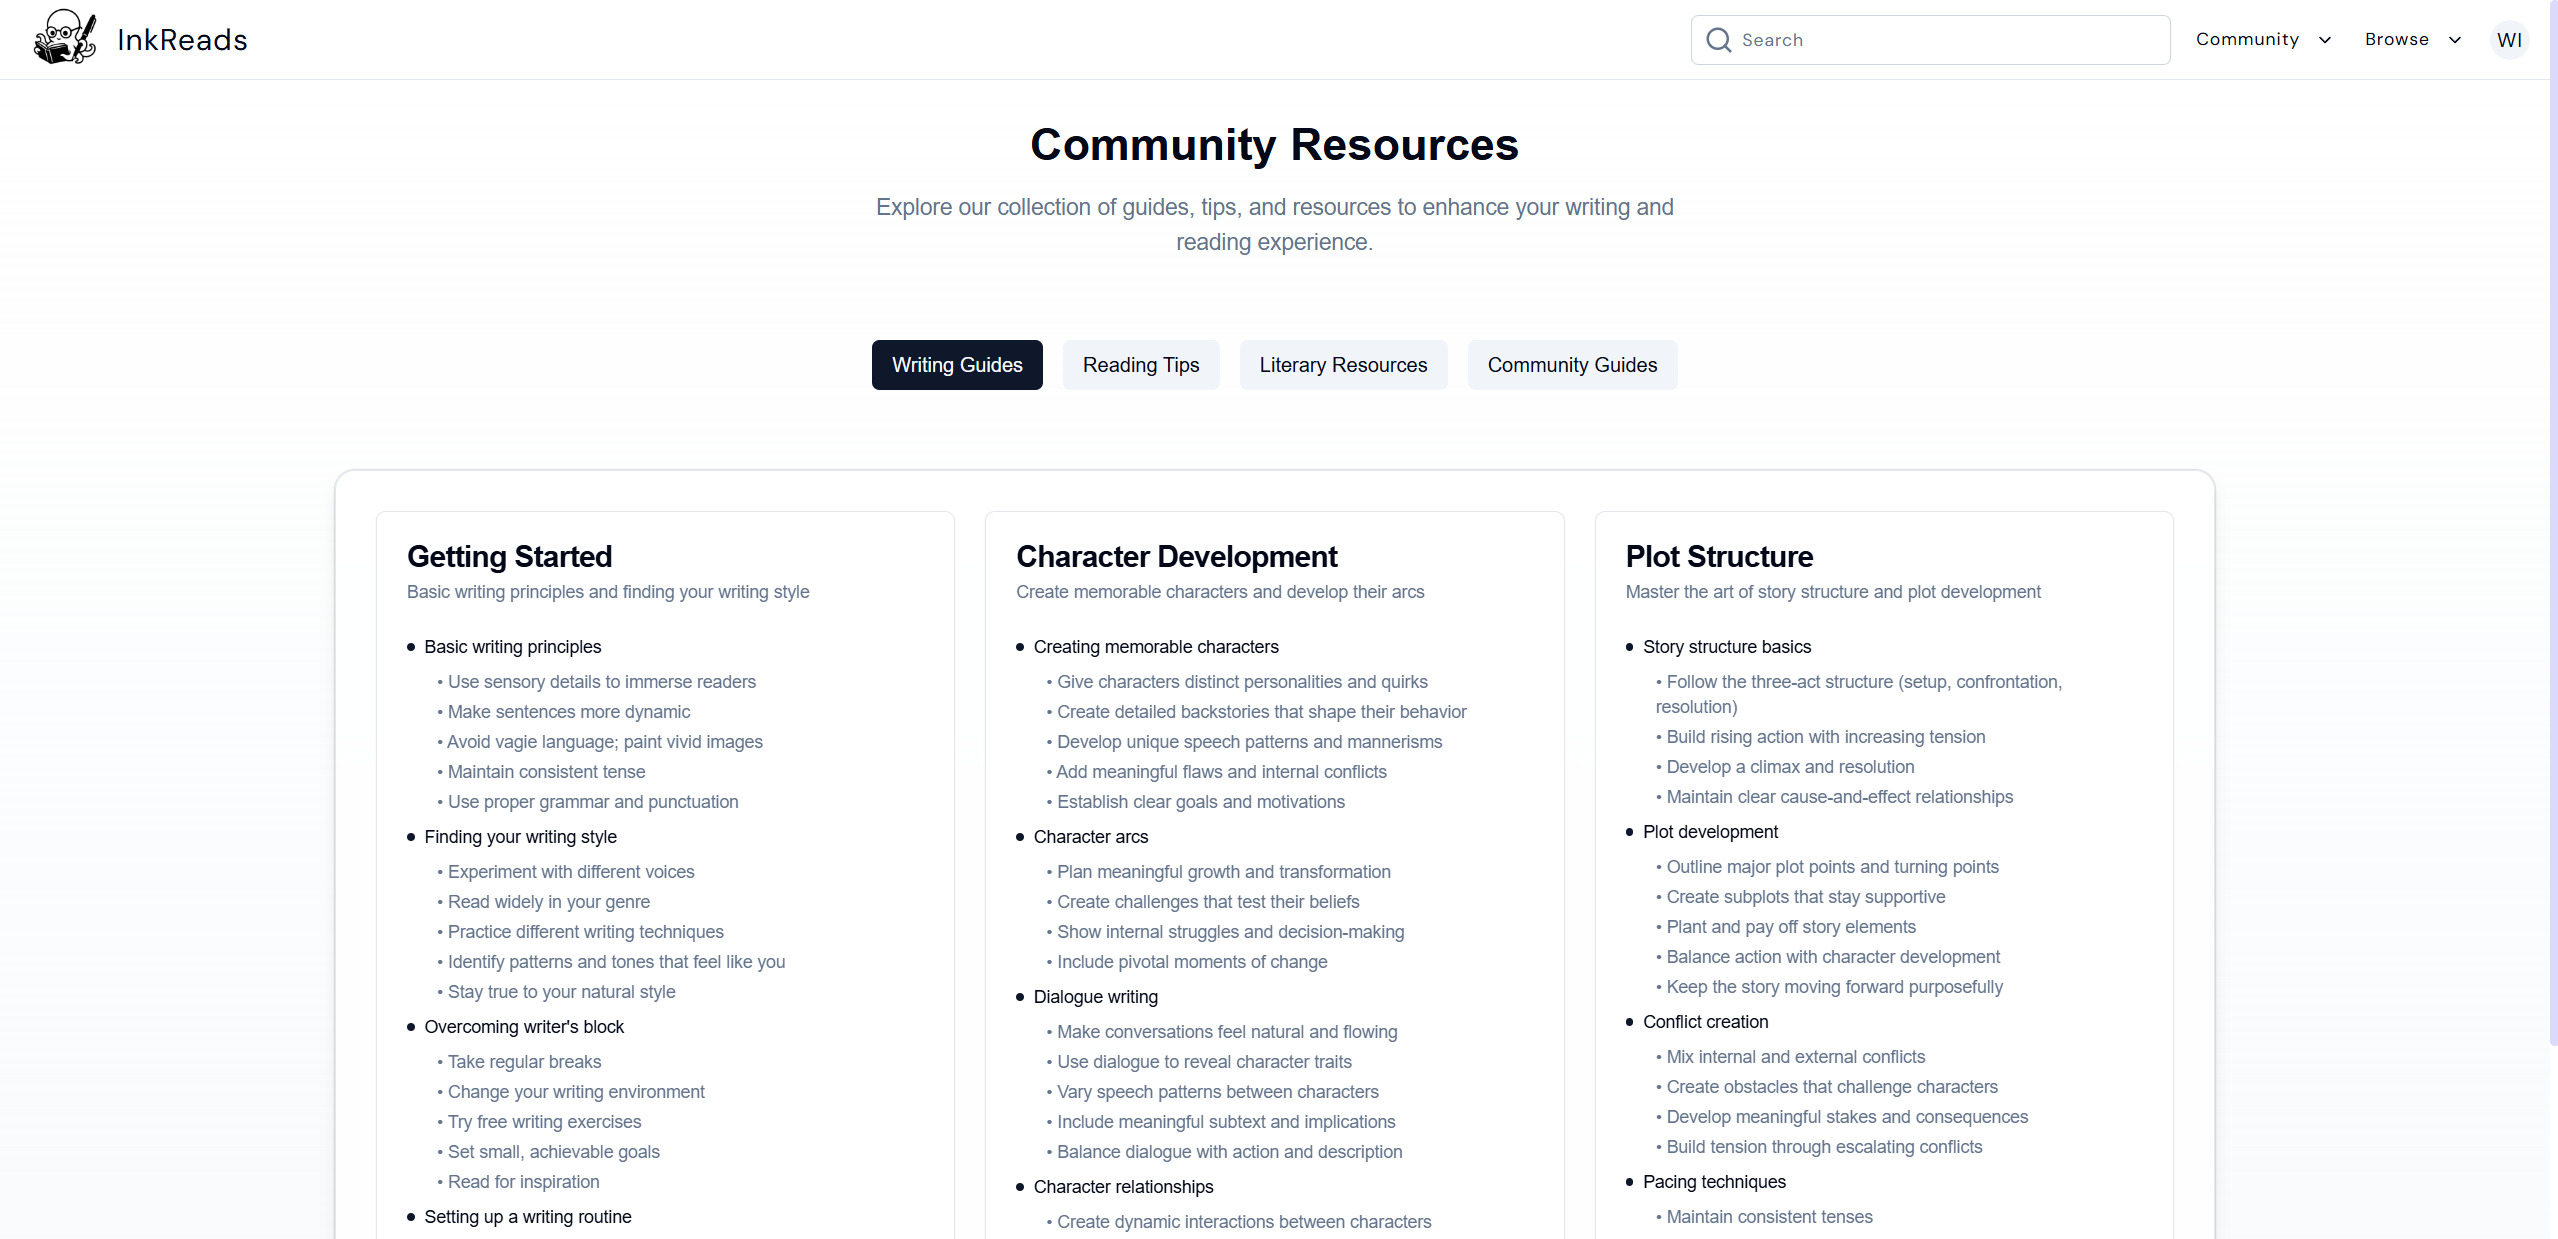 InkReads
Search
Community
Browse
WI
Community Resources
Explore our collection of guides, tips, and resources to enhance your writing and
reading experience.
Writing Guides
Reading Tips
Literary Resources
Community Guides
Getting Started
Basic writing principles and finding your writing style
• Basic writing principles
• Use sensory details to immerse readers
• Make sentences more dynamic
• Avoid vagie language; paint vivid images
• Maintain consistent tense
• Use proper grammar and punctuation
• Finding your writing style
• Experiment with different voices
• Read widely in your genre
• Practice different writing techniques
• Identify patterns and tones that feel like you
• Stay true to your natural style
• Overcoming writer's block
• Take regular breaks
• Change your writing environment
• Try free writing exercises
• Set small, achievable goals
• Read for inspiration
• Setting up a writing routine
Character Development
Create memorable characters and develop their arcs
• Creating memorable characters
• Give characters distinct personalities and quirks
• Create detailed backstories that shape their behavior
• Develop unique speech patterns and mannerisms
• Add meaningful flaws and internal conflicts
• Establish clear goals and motivations
• Character arcs
• Plan meaningful growth and transformation
• Create challenges that test their beliefs
• Show internal struggles and decision-making
• Include pivotal moments of change
• Dialogue writing
• Make conversations feel natural and flowing
• Use dialogue to reveal character traits
• Vary speech patterns between characters
• Include meaningful subtext and implications
• Balance dialogue with action and description
• Character relationships
• Create dynamic interactions between characters
Plot Structure
Master the art of story structure and plot development
• Story structure basics
• Follow the three-act structure (setup, confrontation,
resolution)
• Build rising action with increasing tension
• Develop a climax and resolution
• Maintain clear cause-and-effect relationships
• Plot development
• Outline major plot points and turning points
• Create subplots that stay supportive
• Plant and pay off story elements
• Balance action with character development
• Keep the story moving forward purposefully
• Conflict creation
• Mix internal and external conflicts
• Create obstacles that challenge characters
• Develop meaningful stakes and consequences
• Build tension through escalating conflicts
• Pacing techniques
• Maintain consistent tenses